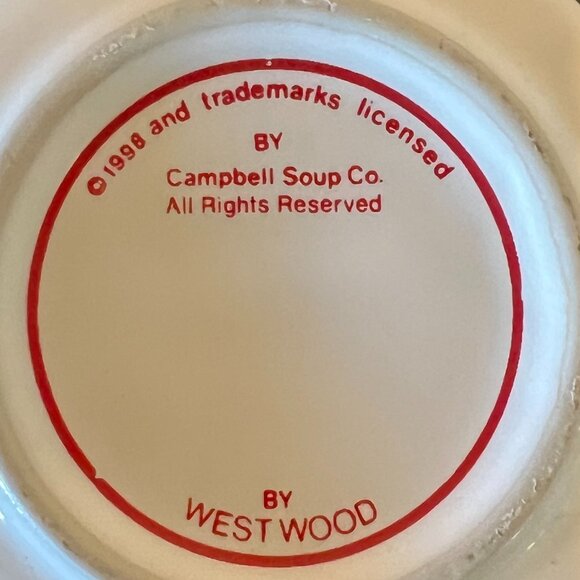 ©1998 and trademarks licensed
BY
Campbell Soup Co.
All Rights Reserved
BY
WESTWOOD